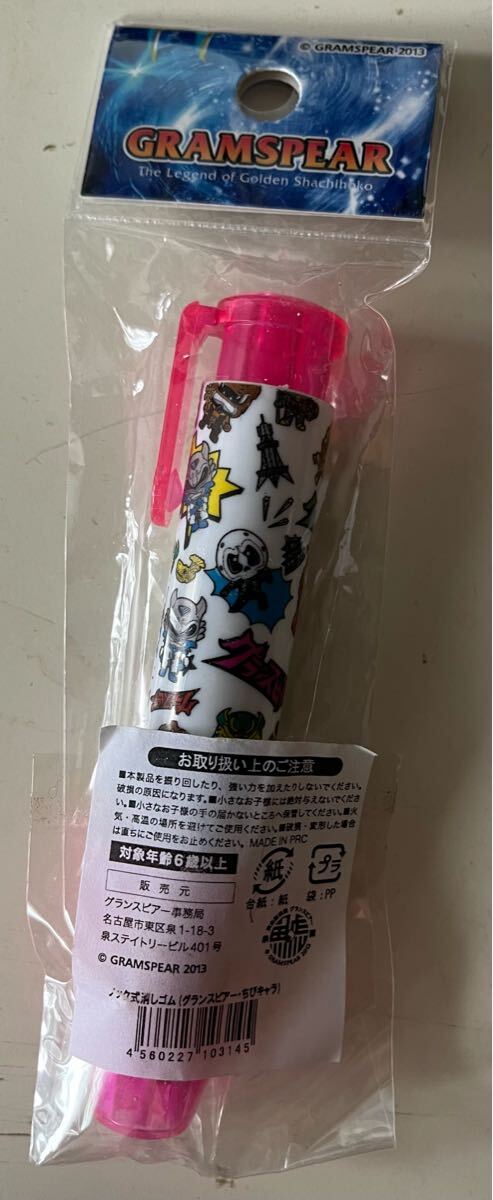 © GRAMSPEAR-2013
GRAMSPEAR
The Legend of Golden Shachihoko
グランス
お取り扱い上のご注意
■本製品を振り回したり、強い力を加えたりしないでください。
破損の原因になります。■小さなお子様には絶対与えないでくだ
■小さなお子様の手の届かないところへ保管してください。■火
気・高温の場所を避けてご使用ください。■破損・変形した場合
は直ちにご使用をお止めください。 MADE IN PRC
対象年齢6歳以上
販売元
グランスピアー事務局
名古屋市東区泉1-18-3
泉ステイトリービル401号
© GRAMSPEAR 2013
紙
台紙:紙
プラ
袋:PP
GRAMSPEAR 2013
ノック式消しゴム(グランスピアー・ちびキャラ)
4 560227 103145